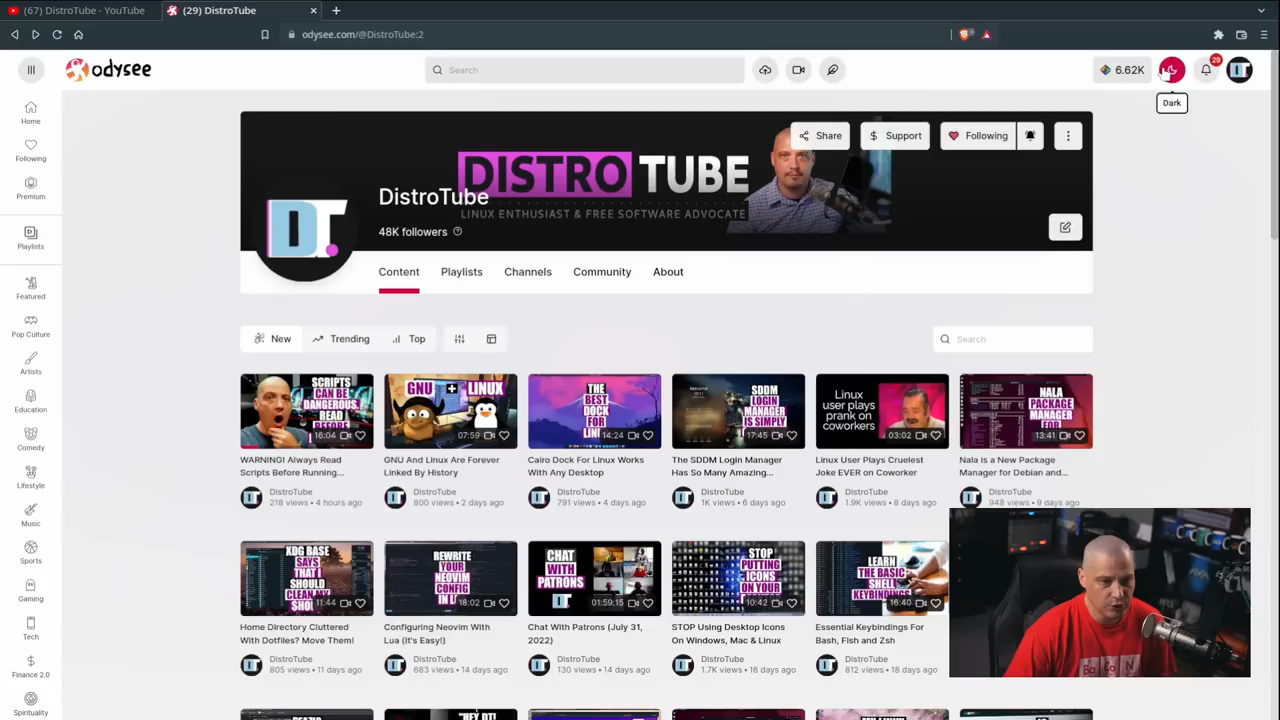 (67) DistroTube - YouTube
(29) DistroTube
odysee.com/@DistroTube:2
odysee
Search
6.62K
29
DT
Dark
Home
Following
Premium
Playlists
Featured
Pop Culture
Artists
Education
Comedy
Lifestyle
Music
Sports
Gaming
Tech
Finance 2.0
Spirituality
Share
Support
Following
DISTROTUBE
LINUX ENTHUSIAST & FREE SOFTWARE ADVOCATE
DT
DistroTube
48K followers
Content
Playlists
Channels
Community
About
New
Trending
Top
Search
SCRIPTS
CAN BE
DANGEROUS.
READ
16:04
WARNING! Always Read
Scripts Before Running...
DistroTube
218 views • 4 hours ago
GNU + LINUX
07:59
GNU And Linux Are Forever
Linked By History
DistroTube
800 views • 2 days ago
THE
BEST
DOCK
FOR
14:24
Cairo Dock For Linux Works
With Any Desktop
DistroTube
791 views • 4 days ago
SDDM
LOGIN
MANAGER
IS SIMPLY
17:45
The SDDM Login Manager
Has So Many Amazing...
DistroTube
1K views • 6 days ago
Linux
user plays
prank on
coworkers
03:02
Linux User Plays Cruelest
Joke EVER on Coworker
DistroTube
1.9K views • 8 days ago
NALA
PACKAGE
MANAGER
FOR
13:41
Nala is a New Package
Manager for Debian and...
DistroTube
948 views • 9 days ago
XDG BASE
SAYS THAT
I SHOULD
CLEAN MY
11:44
Home Directory Cluttered
With Dotfiles? Move Them!
DistroTube
805 views • 11 days ago
REWRITE
YOUR
NEOVIM
CONFIG
18:02
Configuring Neovim With
Lua (It's Easy!)
DistroTube
683 views • 14 days ago
CHAT
WITH
PATRONS
DT
01:59:15
Chat With Patrons (July 31,
2022)
DistroTube
130 views • 14 days ago
STOP
PUTTING
ICONS
ON YOUR
10:42
STOP Using Desktop Icons
On Windows, Mac & Linux
DistroTube
1.7K views • 16 days ago
LEARN
THE BASIC
SHELL
KEYBINDINGS
16:40
Essential Keybindings For
Bash, Fish and Zsh
DistroTube
812 views • 18 days ago